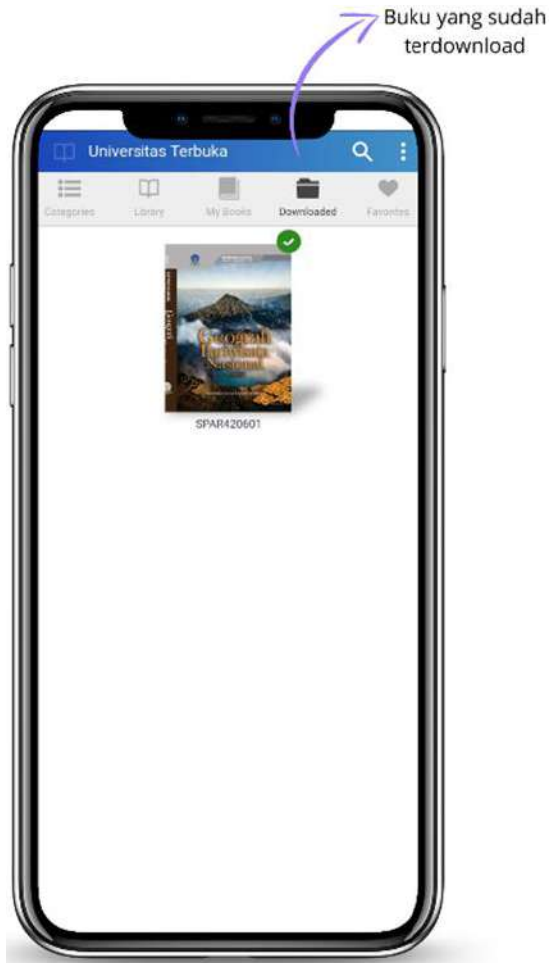 Buku yang sudah
terdownload
Universitas Terbuka
Categories
Library
My Books
Downloaded
Favorites
Geografi
Pariwisata
Nasional
SPAR420601